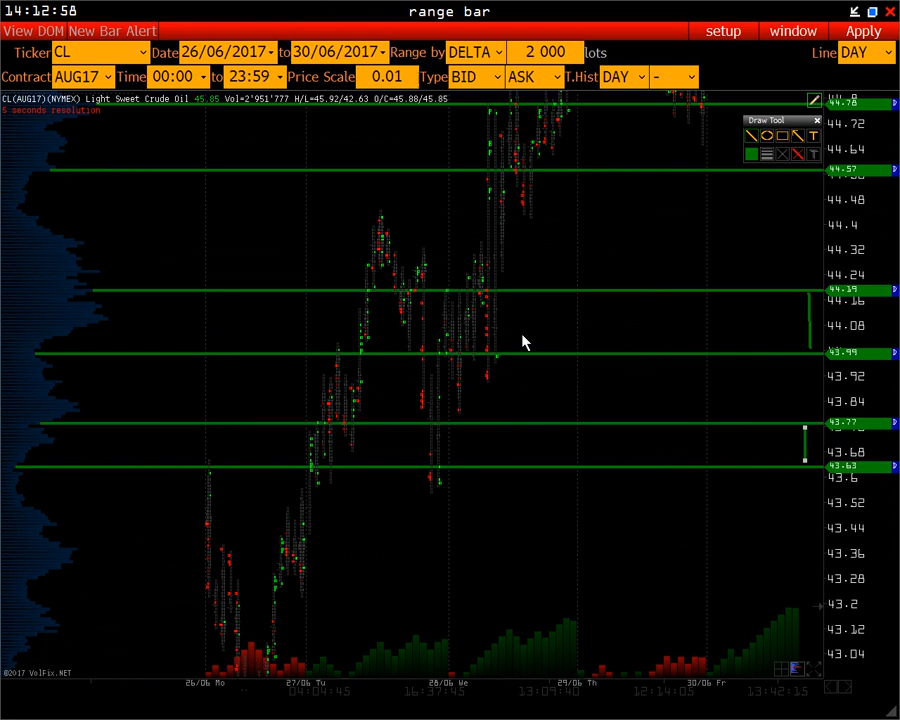 14:12:58 range bar
View DOM New Bar Alert setup window Apply
Ticker CL Date 26/06/2017 to 30/06/2017 Range by DELTA 2 000 lots Line DAY
Contract AUG17 Time 00:00 to 23:59 Price Scale 0.01 Type BID ASK T.Hist DAY -
CL(AUG17)(NYMEX) Light Sweet Crude Oil 45.85 Vol=2'951'777 H/L=45.92/42.63 O/C=45.88/45.85
5 seconds resolution
44.78
Draw Tool
44.72
44.64
44.57
44.48
44.4
44.32
44.24
44.19
44.16
44.08
43.99
43.92
43.84
43.77
43.68
43.63
43.6
43.52
43.44
43.36
43.28
43.2
43.12
43.04
©2017 VolFix.NET
26/06 Mo 27/06 Tu 28/06 We 29/06 Th 30/06 Fr
04:04:45 16:37:45 13:09:40 12:14:05 13:42:15